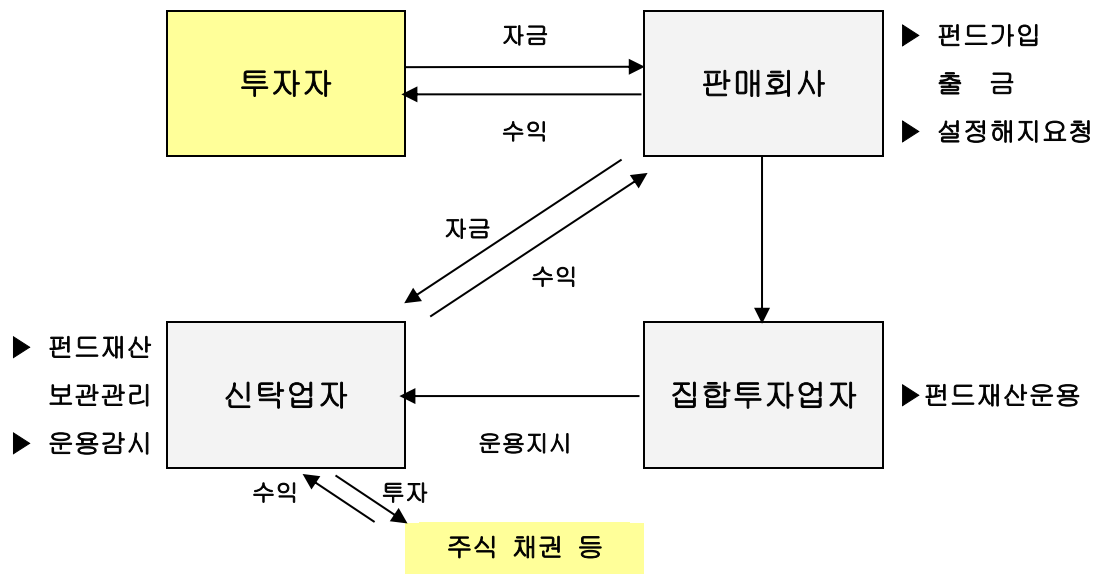 자금
투자자
판매회사
▶ 펀드가입
출 금
▶ 설정해지요청
수익
자금
수익
▶ 펀드재산
보관관리
▶ 운용감시
신탁업자
집합투자업자
▶펀드재산운용
운용지시
수익
투자
주식 채권 등